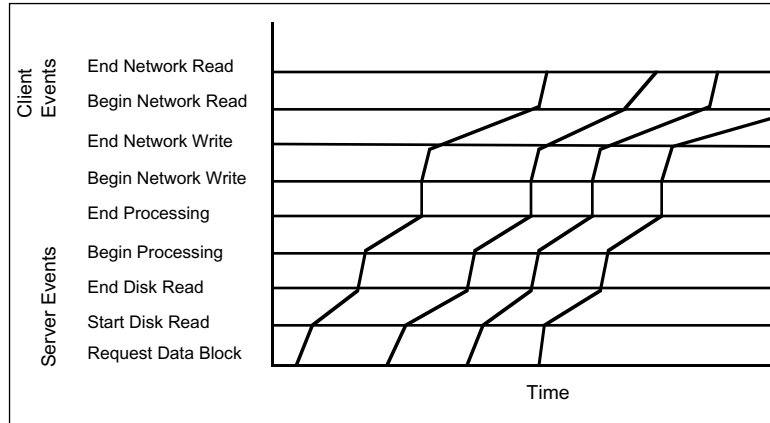 Client
Events
Server Events
End Network Read
Begin Network Read
End Network Write
Begin Network Write
End Processing
Begin Processing
End Disk Read
Start Disk Read
Request Data Block
Time